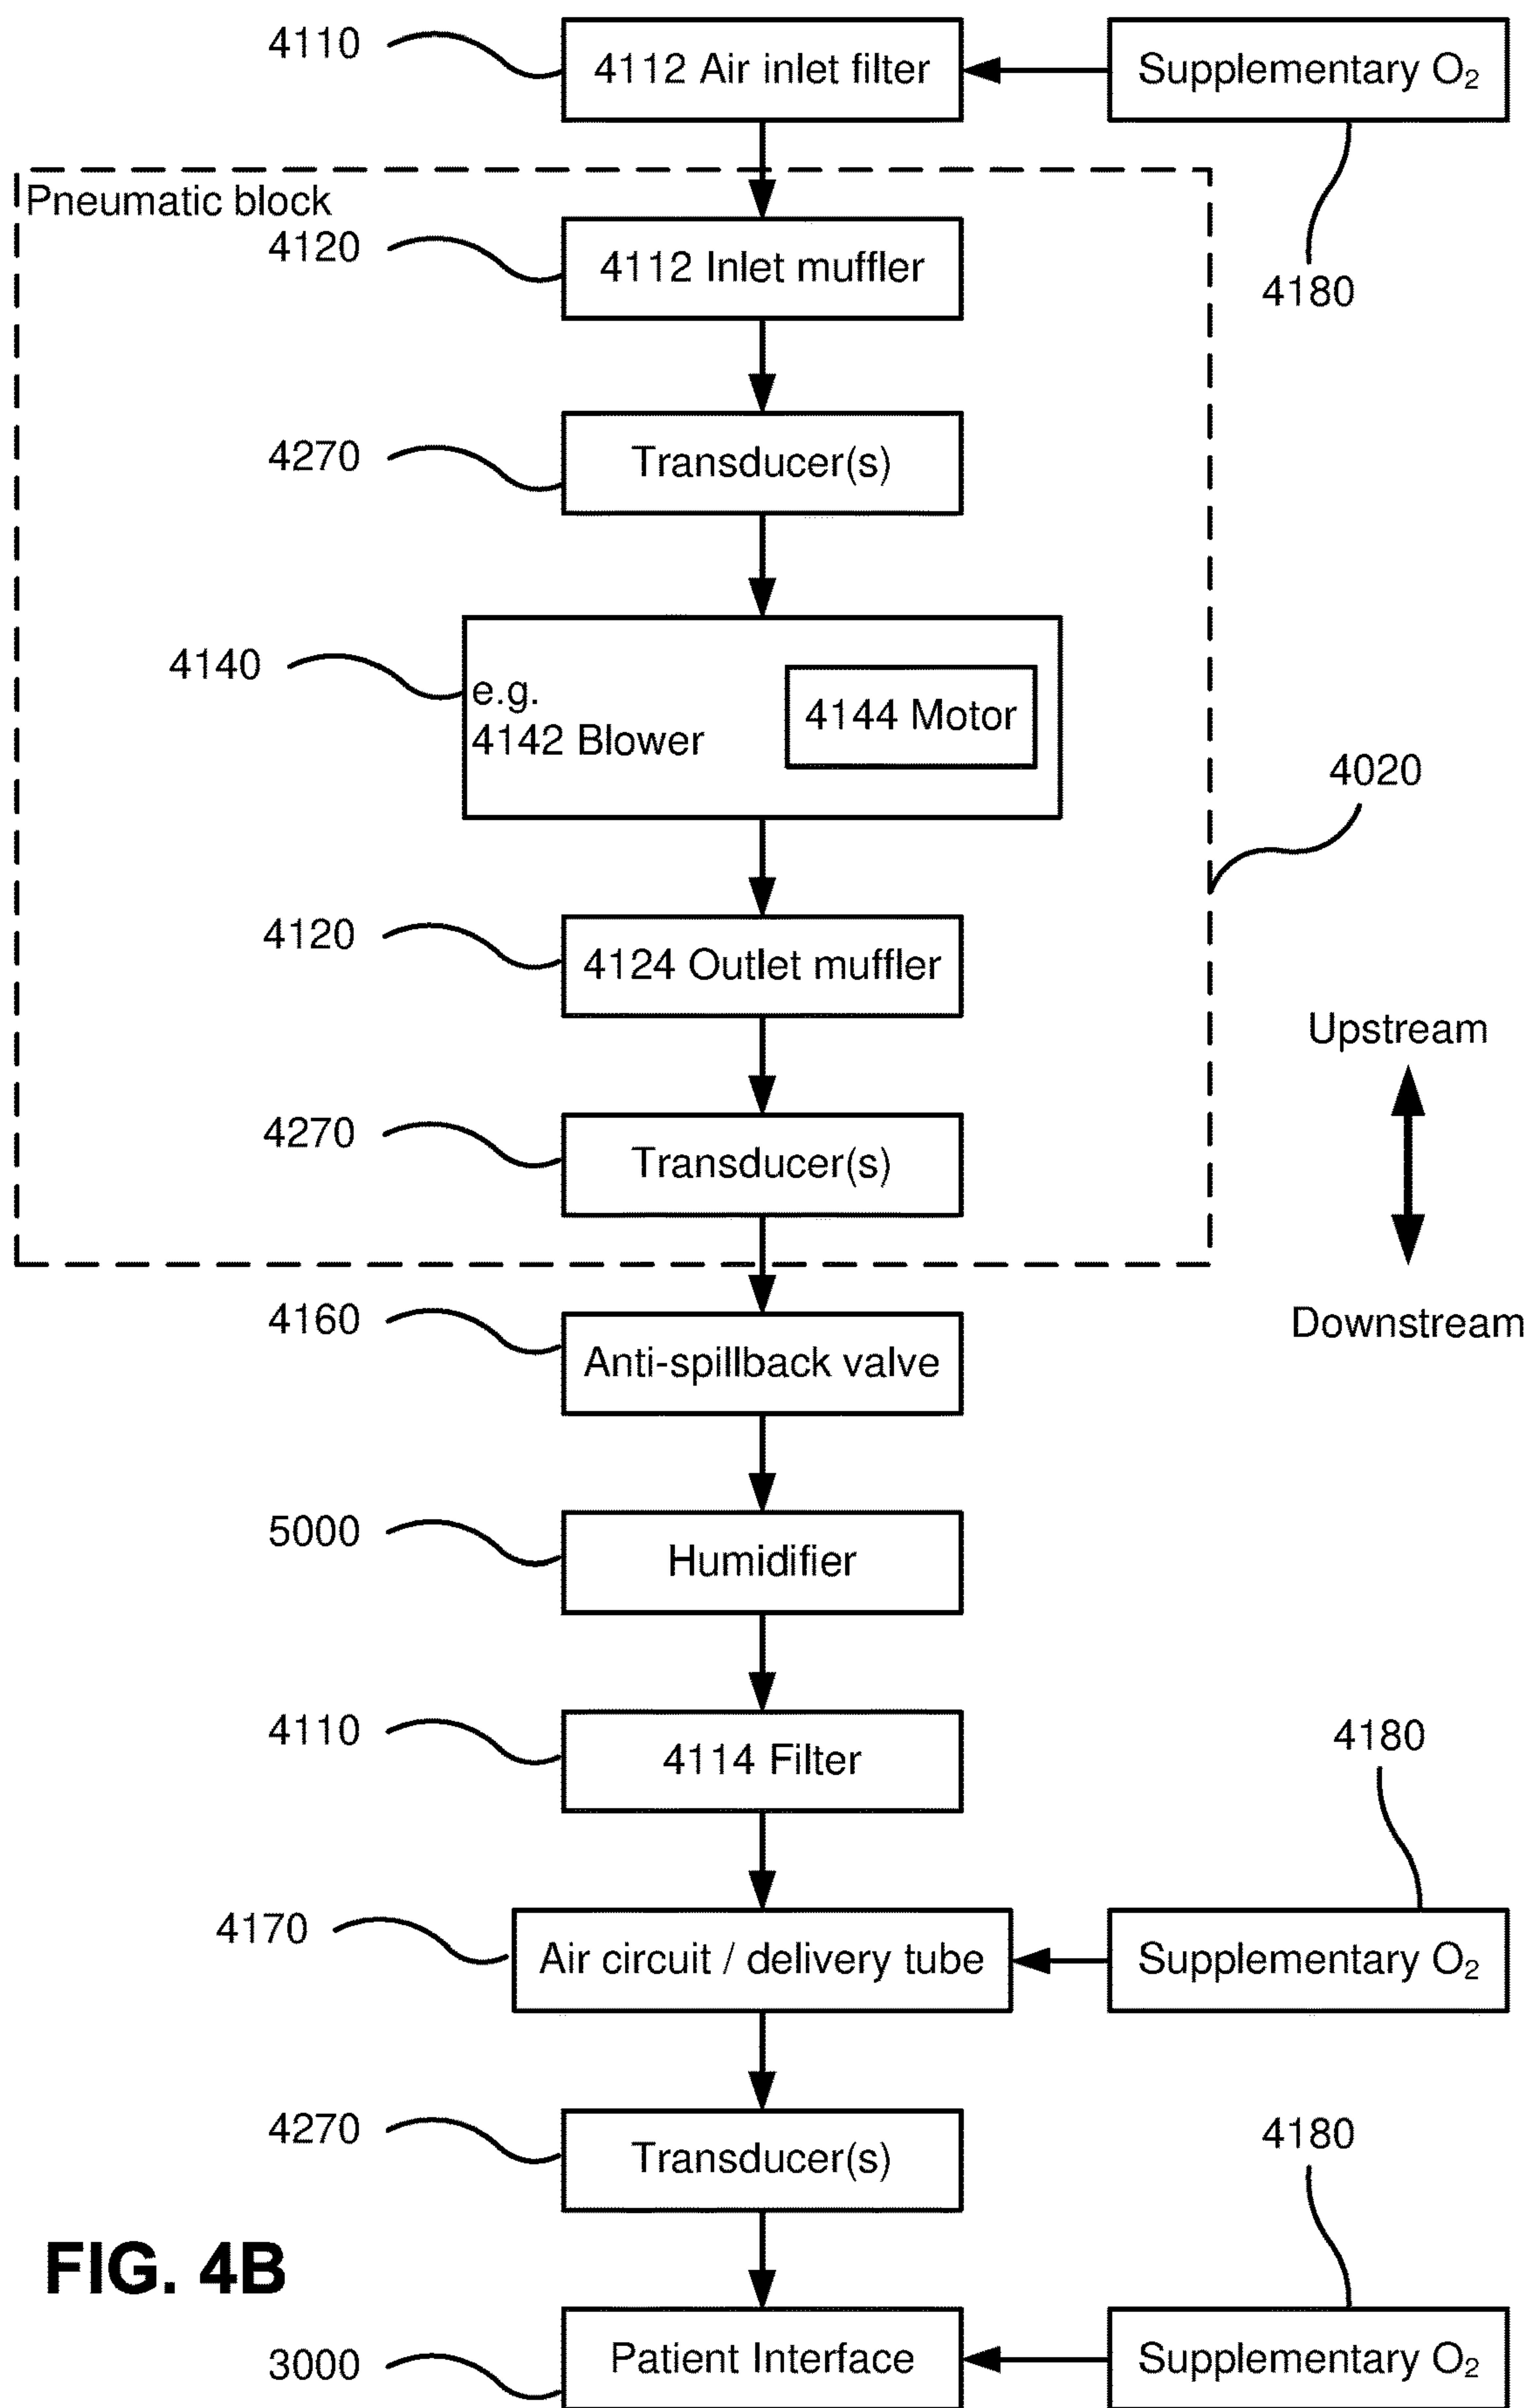 4110
4112 Air inlet filter
Supplementary O₂
Pneumatic block
4120
4112 Inlet muffler
4180
4270
Transducer(s)
4140
e.g.
4142 Blower
4144 Motor
4020
4120
4124 Outlet muffler
Upstream
4270
Transducer(s)
4160
Downstream
Anti-spillback valve
5000
Humidifier
4110
4114 Filter
4180
4170
Air circuit / delivery tube
Supplementary O₂
4270
Transducer(s)
4180
FIG. 4B
3000
Patient Interface
Supplementary O₂